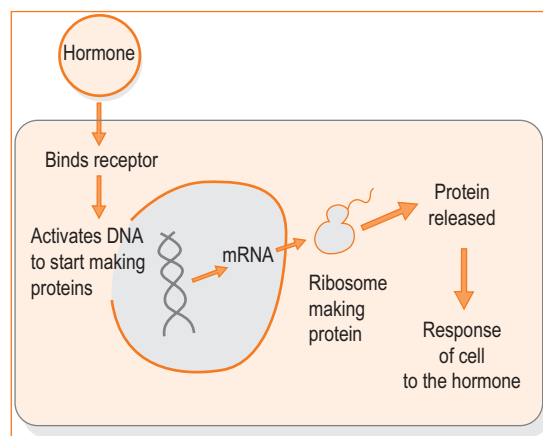 Hormone
Binds receptor
Activates DNA
to start making
proteins
mRNA
Ribosome
making
protein
Protein
released
Response
of cell
to the hormone